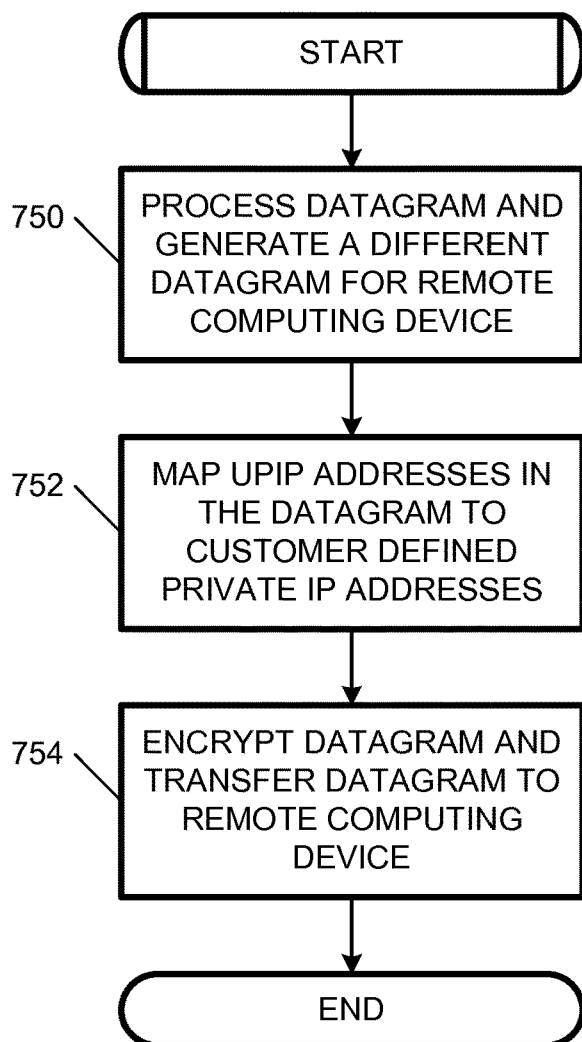 START
750
PROCESS DATAGRAM AND
GENERATE A DIFFERENT
DATAGRAM FOR REMOTE
COMPUTING DEVICE
752
MAP UPIP ADDRESSES IN
THE DATAGRAM TO
CUSTOMER DEFINED
PRIVATE IP ADDRESSES
754
ENCRYPT DATAGRAM AND
TRANSFER DATAGRAM TO
REMOTE COMPUTING
DEVICE
END